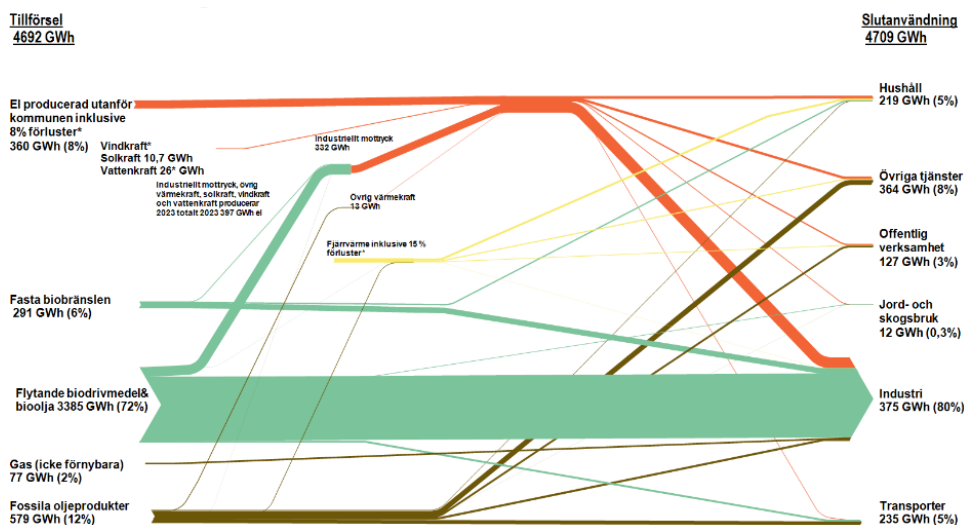 Tillförsel
4692 GWh
Slutanvändning
4709 GWh
El producerad utanför
kommunen inklusive
8% förluster*
360 GWh (8%)
Vindkraft*
Solkraft 10,7 GWh
Vattenkraft 26* GWh
Industriellt mottryck, övrig
värmekraft, solkraft, vindkraft
och vattenkraft producerar
2023 totalt 2023 397 GWh el
Industriellt mottryck
332 GWh
Övrig värmekraft
13 GWh
Fjärrvärme inklusive 15 %
förluster*
Fasta biobränslen
291 GWh (6%)
Flytande biodrivmedel&
bioolja 3385 GWh (72%)
Gas (icke förnybara)
77 GWh (2%)
Fossila oljeprodukter
579 GWh (12%)
Hushåll
219 GWh (5%)
Övriga tjänster
364 GWh (8%)
Offentlig
verksamhet
127 GWh (3%)
Jord- och
skogsbruk
12 GWh (0,3%)
Industri
375 GWh (80%)
Transporter
235 GWh (5%)